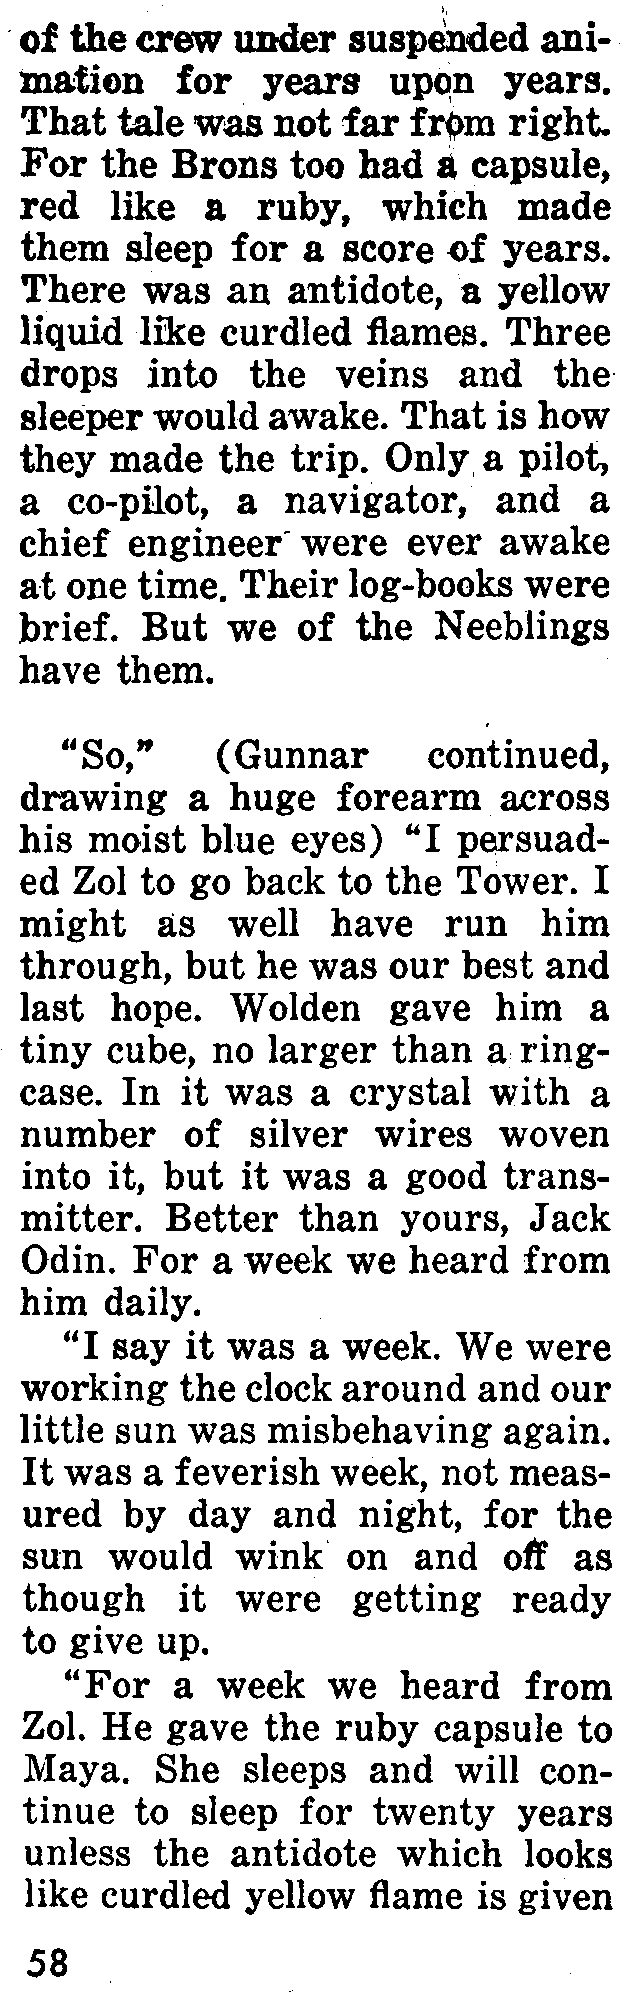 of the crew under suspended ani-
mation for years upon years.
That tale was not far from right.
For the Brons too had a capsule,
red like a ruby, which made
them sleep for a score of years.
There was an antidote, a yellow
liquid like curdled flames. Three
drops into the veins and the
sleeper would awake. That is how
they made the trip. Only a pilot,
a co-pilot, a navigator, and a
chief engineer were ever awake
at one time. Their log-books were
brief. But we of the Neeblings
have them.
"So," (Gunnar continued,
drawing a huge forearm across
his moist blue eyes) "I persuad-
ed Zol to go back to the Tower. I
might as well have run him
through, but he was our best and
last hope. Wolden gave him a
tiny cube, no larger than a ring-
case. In it was a crystal with a
number of silver wires woven
into it, but it was a good trans-
mitter. Better than yours, Jack
Odin. For a week we heard from
him daily.
"I say it was a week. We were
working the clock around and our
little sun was misbehaving again.
It was a feverish week, not meas-
ured by day and night, for the
sun would wink on and off as
though it were getting ready
to give up.
"For a week we heard from
Zol. He gave the ruby capsule to
Maya. She sleeps and will con-
tinue to sleep for twenty years
unless the antidote which looks
like curdled yellow flame is given
58